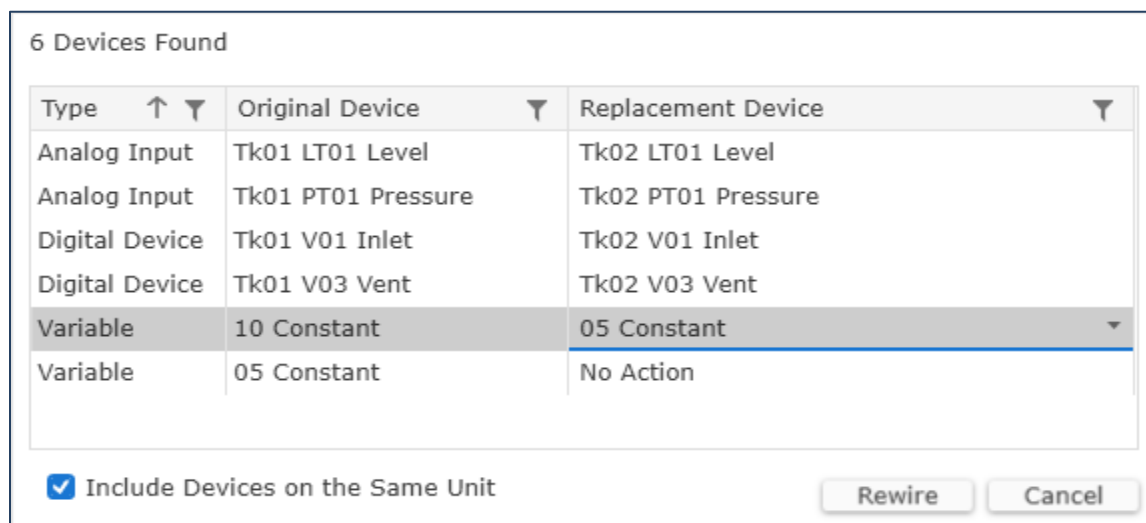 6 Devices Found
Type Original Device Replacement Device
Analog Input Tk01 LT01 Level Tk02 LT01 Level
Analog Input Tk01 PT01 Pressure Tk02 PT01 Pressure
Digital Device Tk01 V01 Inlet Tk02 V01 Inlet
Digital Device Tk01 V03 Vent Tk02 V03 Vent
Variable 10 Constant 05 Constant
Variable 05 Constant No Action
Include Devices on the Same Unit Rewire Cancel